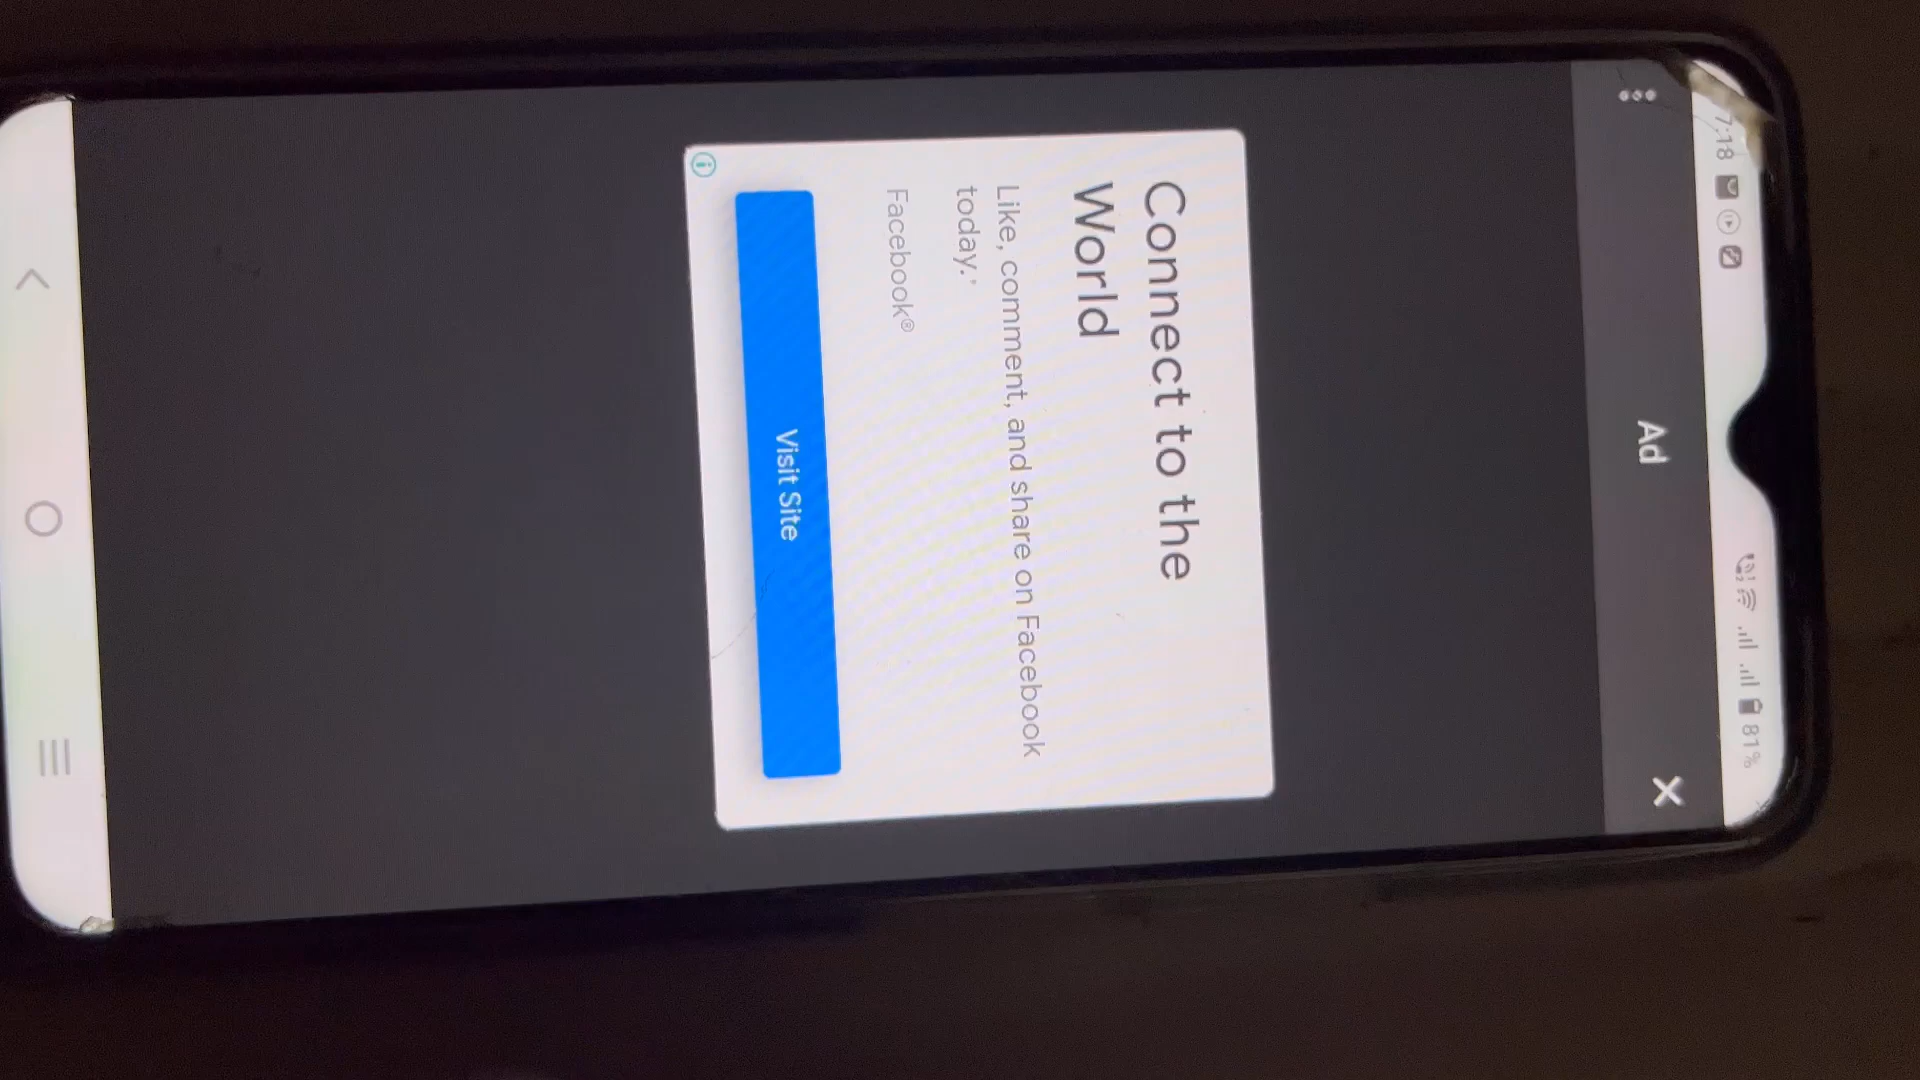 7:18
81%
Ad
Connect to the
World
Like, comment, and share on Facebook
today.
Facebook®
Visit Site